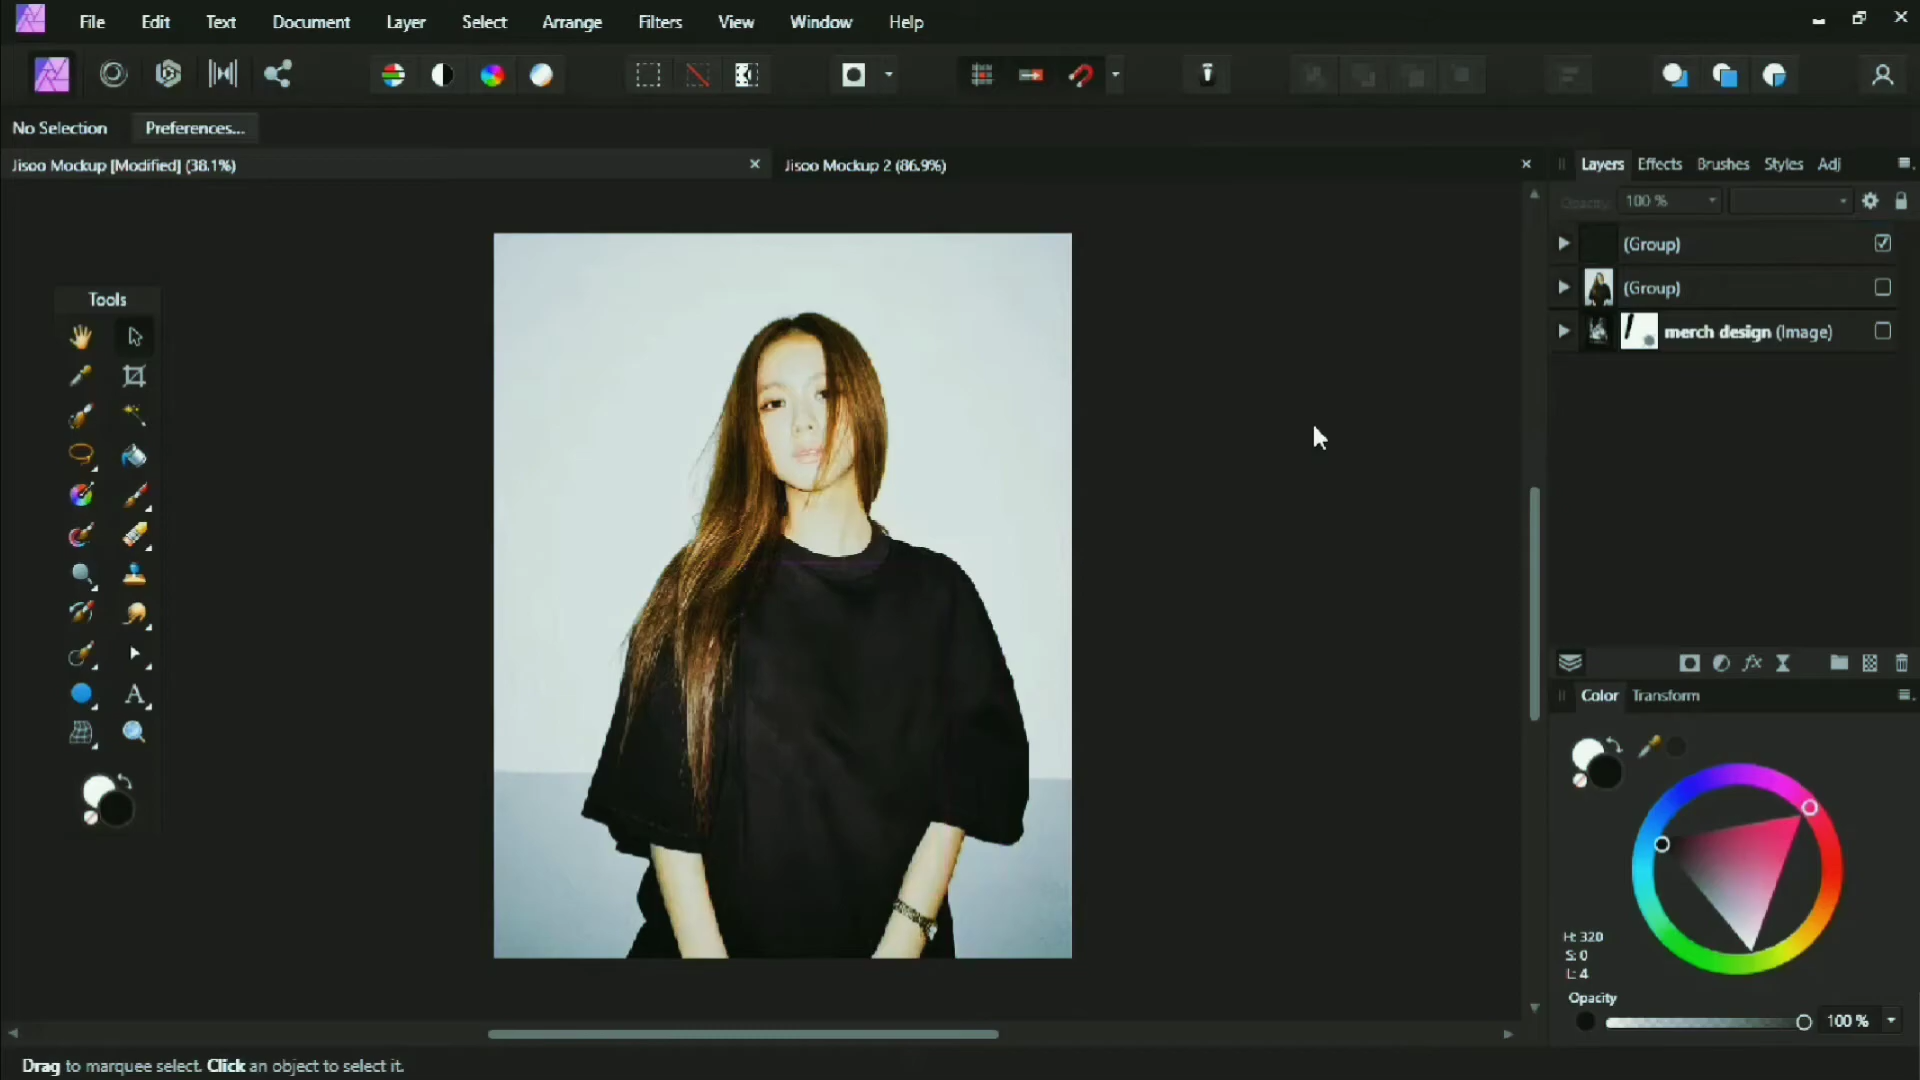 File Edit Text Document Layer Select Arrange Filters View Window Help
No Selection Preferences...
Jisoo Mockup [Modified] (38.1%) Jisoo Mockup 2 (86.9%)
Layers Effects Brushes Styles Adj
Opacity: 100 %
(Group)
(Group)
merch design (Image)
Tools
Color Transform
H: 320
S: 0
L: 4
Opacity
100 %
Drag to marquee select. Click an object to select it.